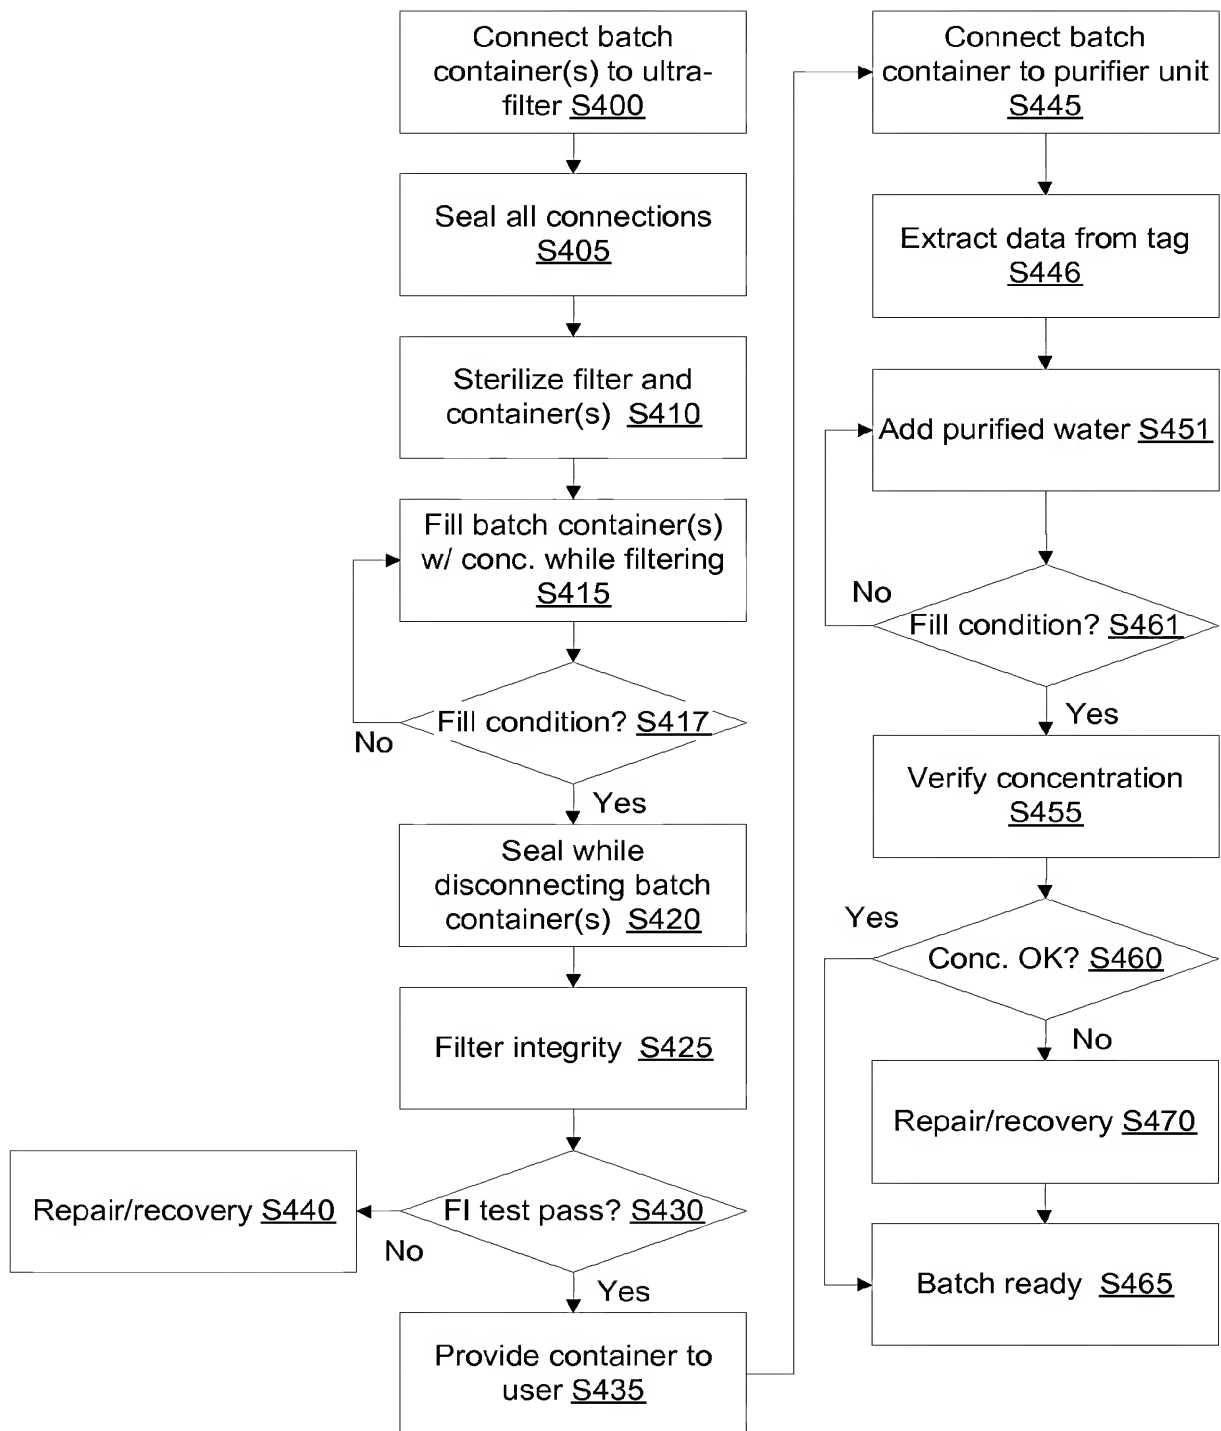 Connect batch
container(s) to ultra-
filter S400
Seal all connections
S405
Sterilize filter and
container(s) S410
Fill batch container(s)
w/ conc. while filtering
S415
Fill condition? S417
No
Yes
Seal while
disconnecting batch
container(s) S420
Filter integrity S425
FI test pass? S430
No
Repair/recovery S440
Yes
Provide container to
user S435
Connect batch
container to purifier unit
S445
Extract data from tag
S446
Add purified water S451
No
Fill condition? S461
Yes
Verify concentration
S455
Yes
Conc. OK? S460
No
Repair/recovery S470
Batch ready S465